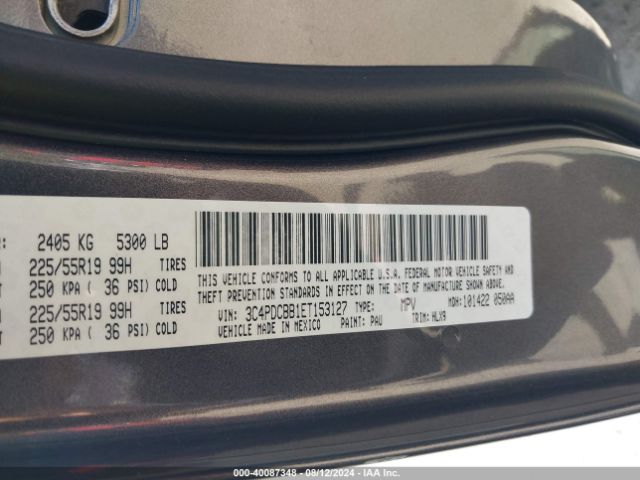 2405 KG 5300 LB
225/55R19 99H TIRES
250 KPA ( 36 PSI) COLD
225/55R19 99H TIRES
250 KPA ( 36 PSI) COLD
THIS VEHICLE CONFORMS TO ALL APPLICABLE U.S.A. FEDERAL MOTOR VEHICLE SAFETY AND
THEFT PREVENTION STANDARDS IN EFFECT ON THE DATE OF MANUFACTURE SHOWN ABOVE.
VIN: 3C4PDCBB1ET153127 TYPE: MPV MDH: 101422 050AA
VEHICLE MADE IN MEXICO PAINT: PAU TRIM: HLX9
000-40087348 - 08/12/2024 - IAA Inc.